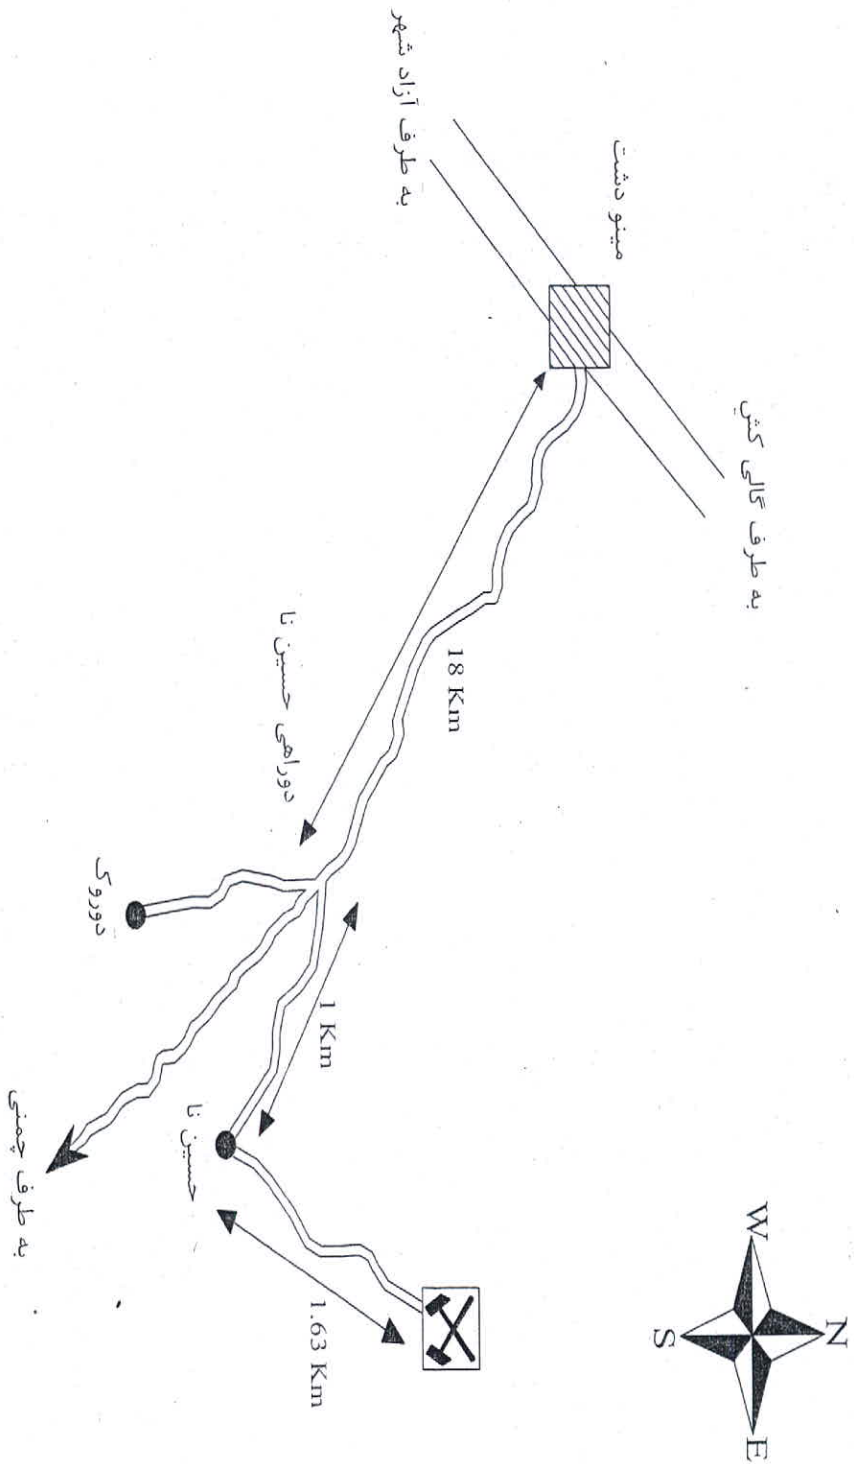 به طرف آزاد شهر
مینو دشت
به طرف گالی کش
18 Km
دوراهی حسین نا
دوروک
1 Km
حسین نا
به طرف چمنی
1.63 Km
W
N
S
E